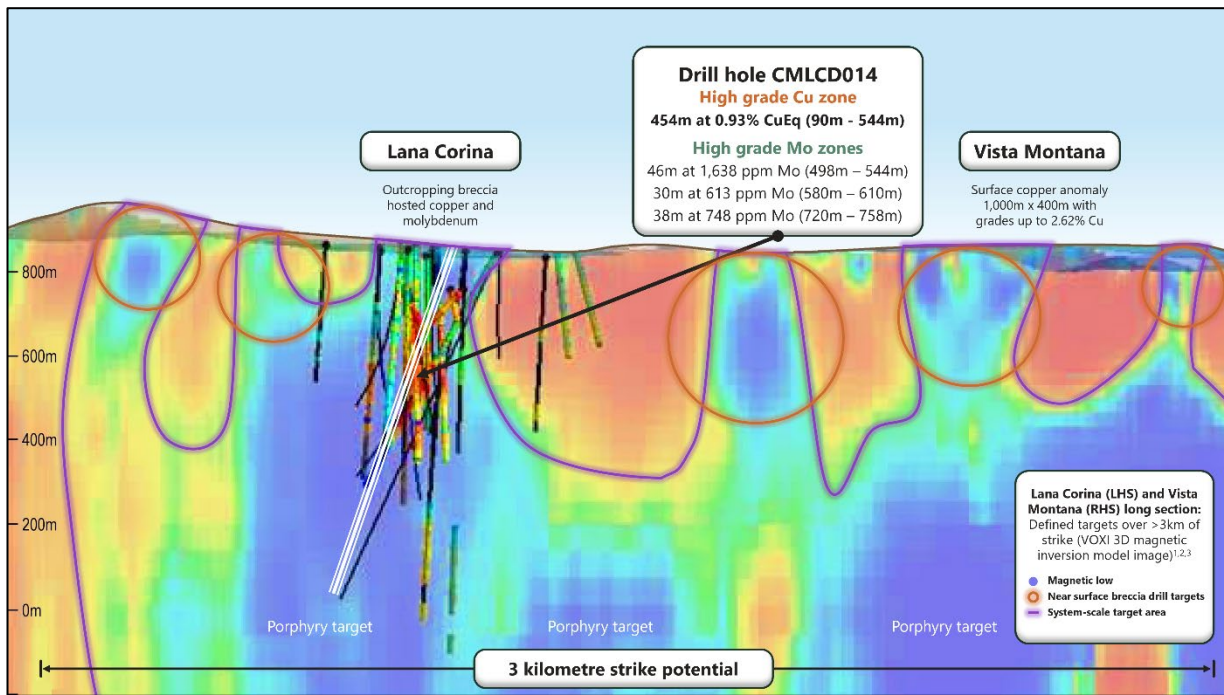 Drill hole CMLCD014
High grade Cu zone
454m at 0.93% CuEq (90m - 544m)
High grade Mo zones
46m at 1,638 ppm Mo (498m – 544m)
30m at 613 ppm Mo (580m – 610m)
38m at 748 ppm Mo (720m – 758m)
Lana Corina
Outcropping breccia
hosted copper and
molybdenum
Vista Montana
Surface copper anomaly
1,000m x 400m with
grades up to 2.62% Cu
800m
600m
400m
200m
0m
Lana Corina (LHS) and Vista
Montana (RHS) long section:
Defined targets over >3km of
strike (VOXI 3D magnetic
inversion model image)1,2,3
Magnetic low
Near surface breccia drill targets
System-scale target area
Porphyry target
Porphyry target
Porphyry target
3 kilometre strike potential